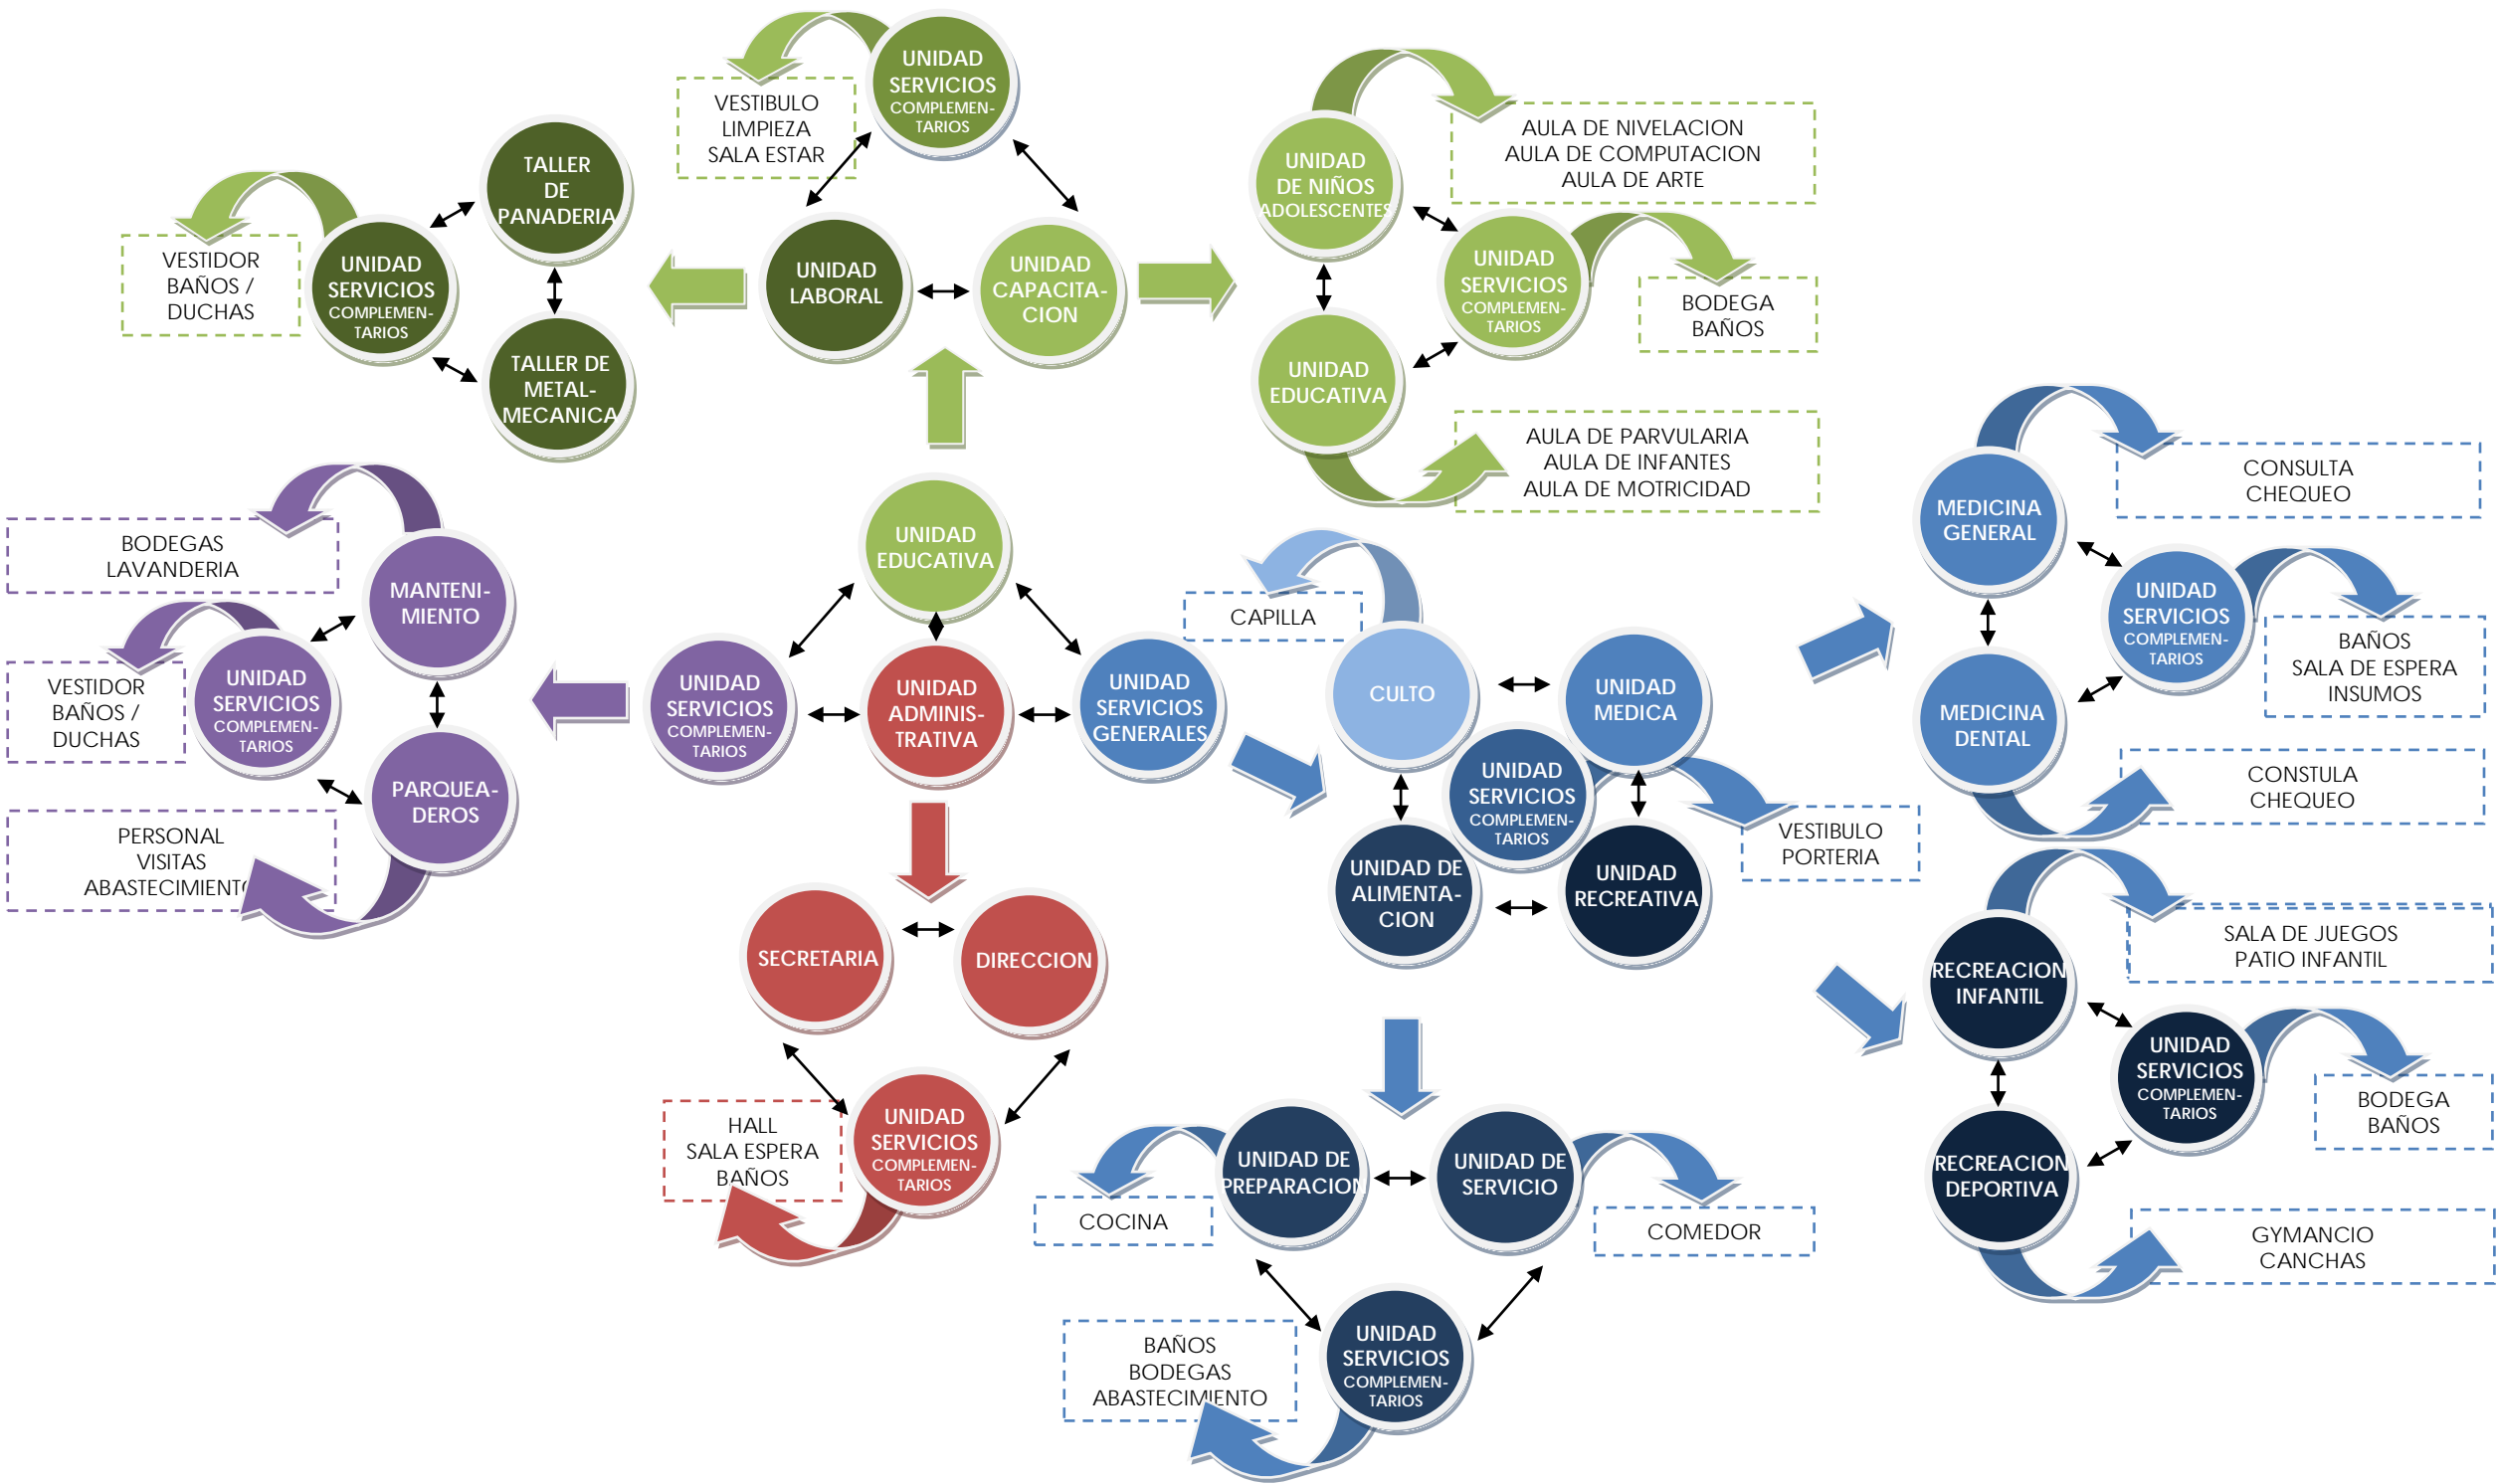 UNIDAD
SERVICIOS
COMPLEMEN-
TARIOS
VESTIBULO
LIMPIEZA
SALA ESTAR
UNIDAD
LABORAL
UNIDAD
CAPACITA-
CION
TALLER
DE
PANADERIA
UNIDAD
SERVICIOS
COMPLEMEN-
TARIOS
VESTIDOR
BAÑOS /
DUCHAS
TALLER DE
METAL-
MECANICA
UNIDAD
DE NIÑOS
ADOLESCENTES
AULA DE NIVELACION
AULA DE COMPUTACION
AULA DE ARTE
UNIDAD
SERVICIOS
COMPLEMEN-
TARIOS
BODEGA
BAÑOS
UNIDAD
EDUCATIVA
AULA DE PARVULARIA
AULA DE INFANTES
AULA DE MOTRICIDAD
BODEGAS
LAVANDERIA
MANTENI-
MIENTO
UNIDAD
SERVICIOS
COMPLEMEN-
TARIOS
VESTIDOR
BAÑOS /
DUCHAS
PARQUEA-
DEROS
PERSONAL
VISITAS
ABASTECIMIENTO
UNIDAD
EDUCATIVA
UNIDAD
SERVICIOS
COMPLEMEN-
TARIOS
UNIDAD
ADMINIS-
TRATIVA
UNIDAD
SERVICIOS
GENERALES
CAPILLA
CULTO
UNIDAD
MEDICA
UNIDAD
SERVICIOS
COMPLEMEN-
TARIOS
VESTIBULO
PORTERIA
UNIDAD DE
ALIMENTA-
CION
UNIDAD
RECREATIVA
MEDICINA
GENERAL
CONSULTA
CHEQUEO
UNIDAD
SERVICIOS
COMPLEMEN-
TARIOS
BAÑOS
SALA DE ESPERA
INSUMOS
MEDICINA
DENTAL
CONSTULA
CHEQUEO
SECRETARIA
DIRECCION
UNIDAD
SERVICIOS
COMPLEMEN-
TARIOS
HALL
SALA ESPERA
BAÑOS
RECREACION
INFANTIL
SALA DE JUEGOS
PATIO INFANTIL
UNIDAD
SERVICIOS
COMPLEMEN-
TARIOS
BODEGA
BAÑOS
RECREACION
DEPORTIVA
GYMANCIO
CANCHAS
UNIDAD DE
PREPARACION
COCINA
UNIDAD DE
SERVICIO
COMEDOR
UNIDAD
SERVICIOS
COMPLEMEN-
TARIOS
BAÑOS
BODEGAS
ABASTECIMIENTO